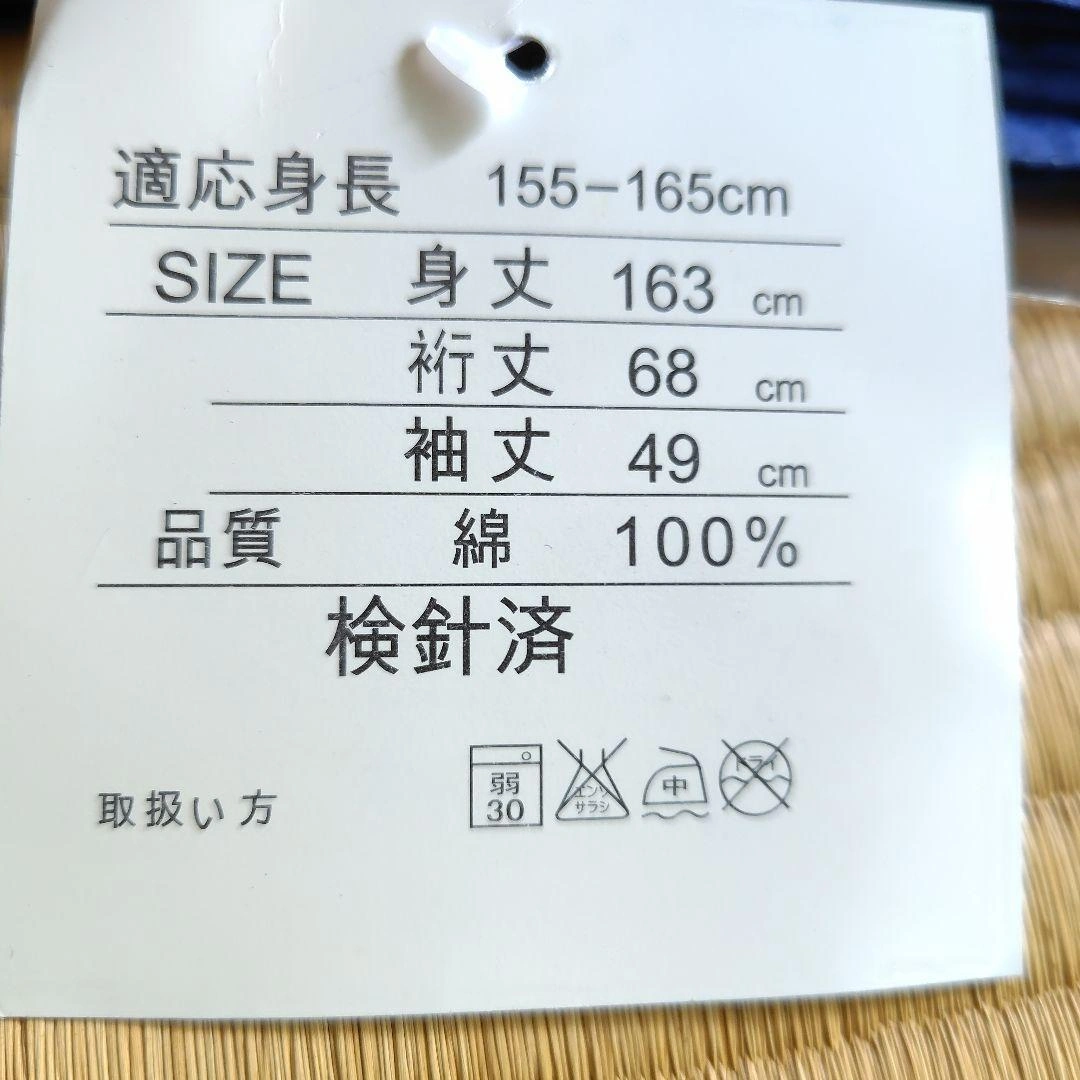 適応身長 155-165cm
SIZE 身丈 163 cm
裄丈 68 cm
袖丈 49 cm
品質 綿 100%
検針済
取扱い方 弱 30 エンソ サラシ 中 ドライ